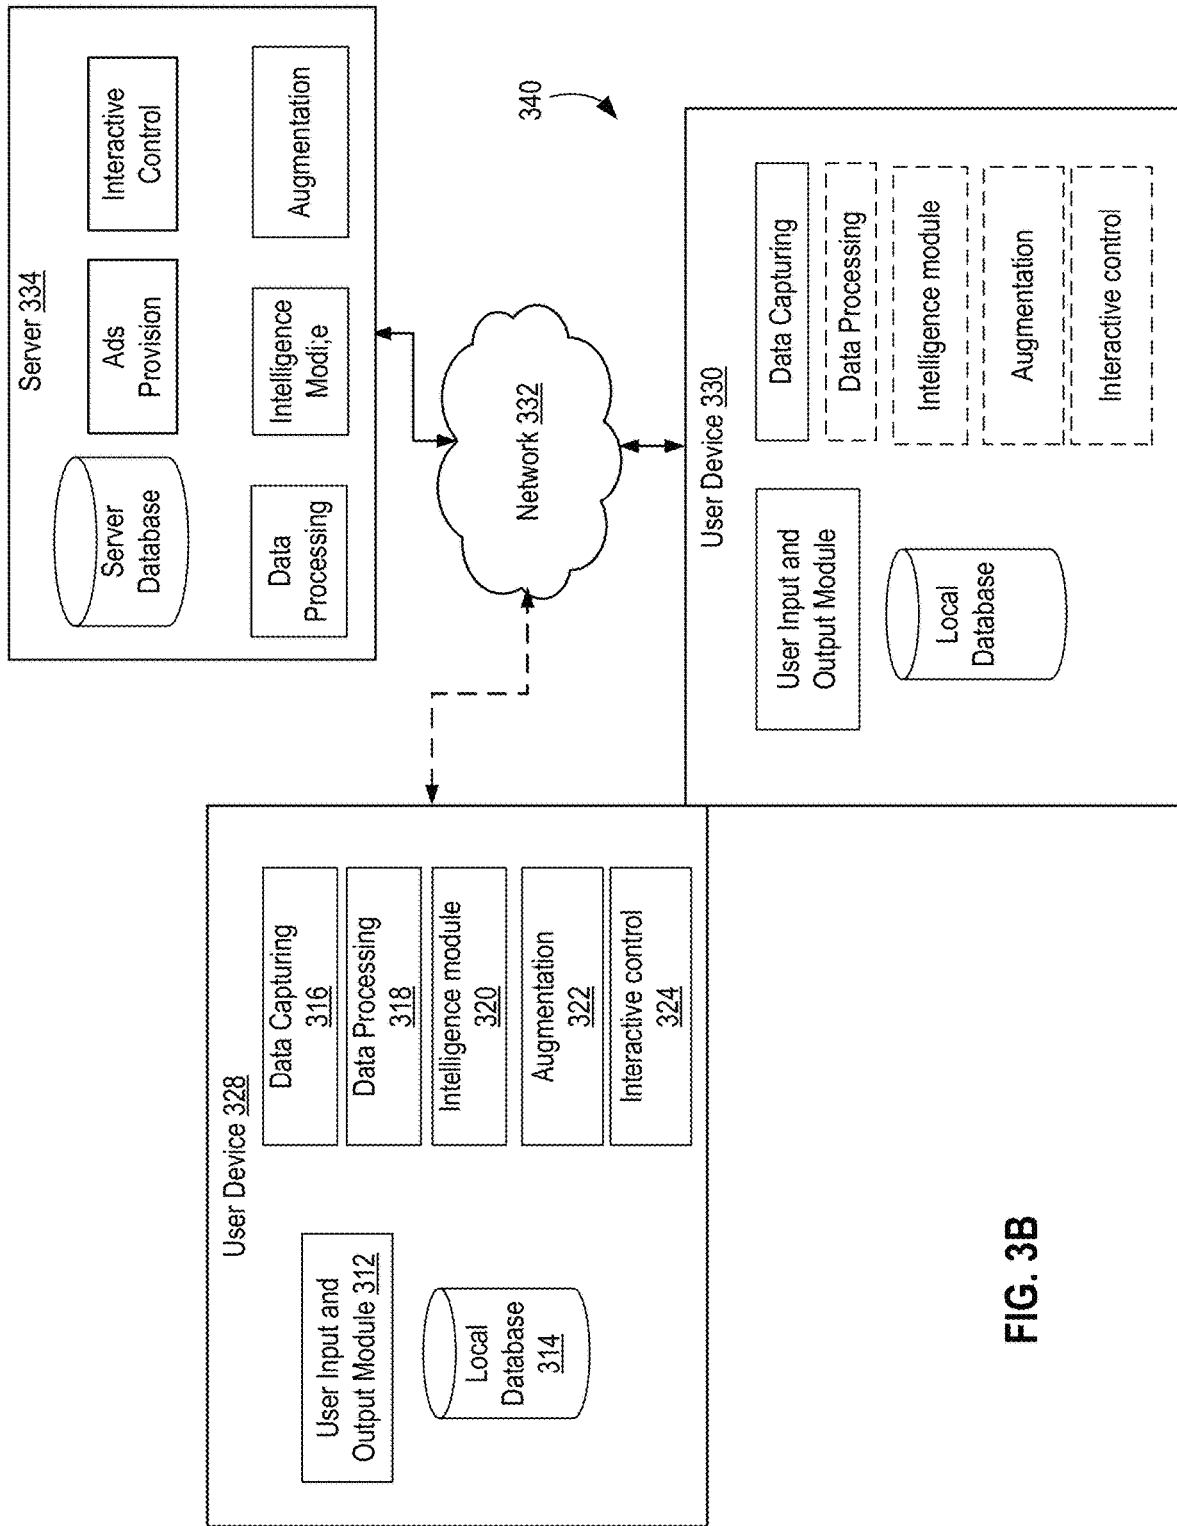 User Device 328
User Input and
Output Module 312
Local
Database
314
Data Capturing
316
Data Processing
318
Intelligence module
320
Augmentation
322
Interactive control
324
Server 334
Server
Database
Ads
Provision
Interactive
Control
Data
Processing
Intelligence
Modi;e
Augmentation
Network 332
340
User Device 330
User Input and
Output Module
Local
Database
Data Capturing
Data Processing
Intelligence module
Augmentation
Interactive control
FIG. 3B